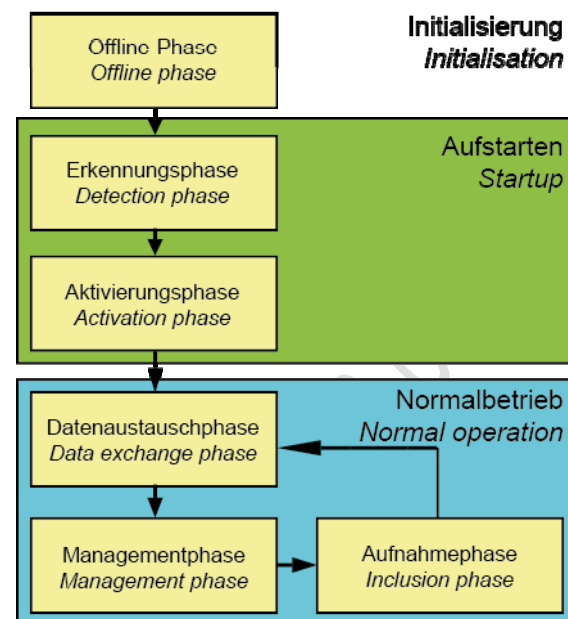 Initialisierung
Initialisation
Offline Phase
Offline phase
Aufstarten
Startup
Erkennungsphase
Detection phase
Aktivierungsphase
Activation phase
Normalbetrieb
Normal operation
Datenaustauschphase
Data exchange phase
Managementphase
Management phase
Aufnahmephase
Inclusion phase